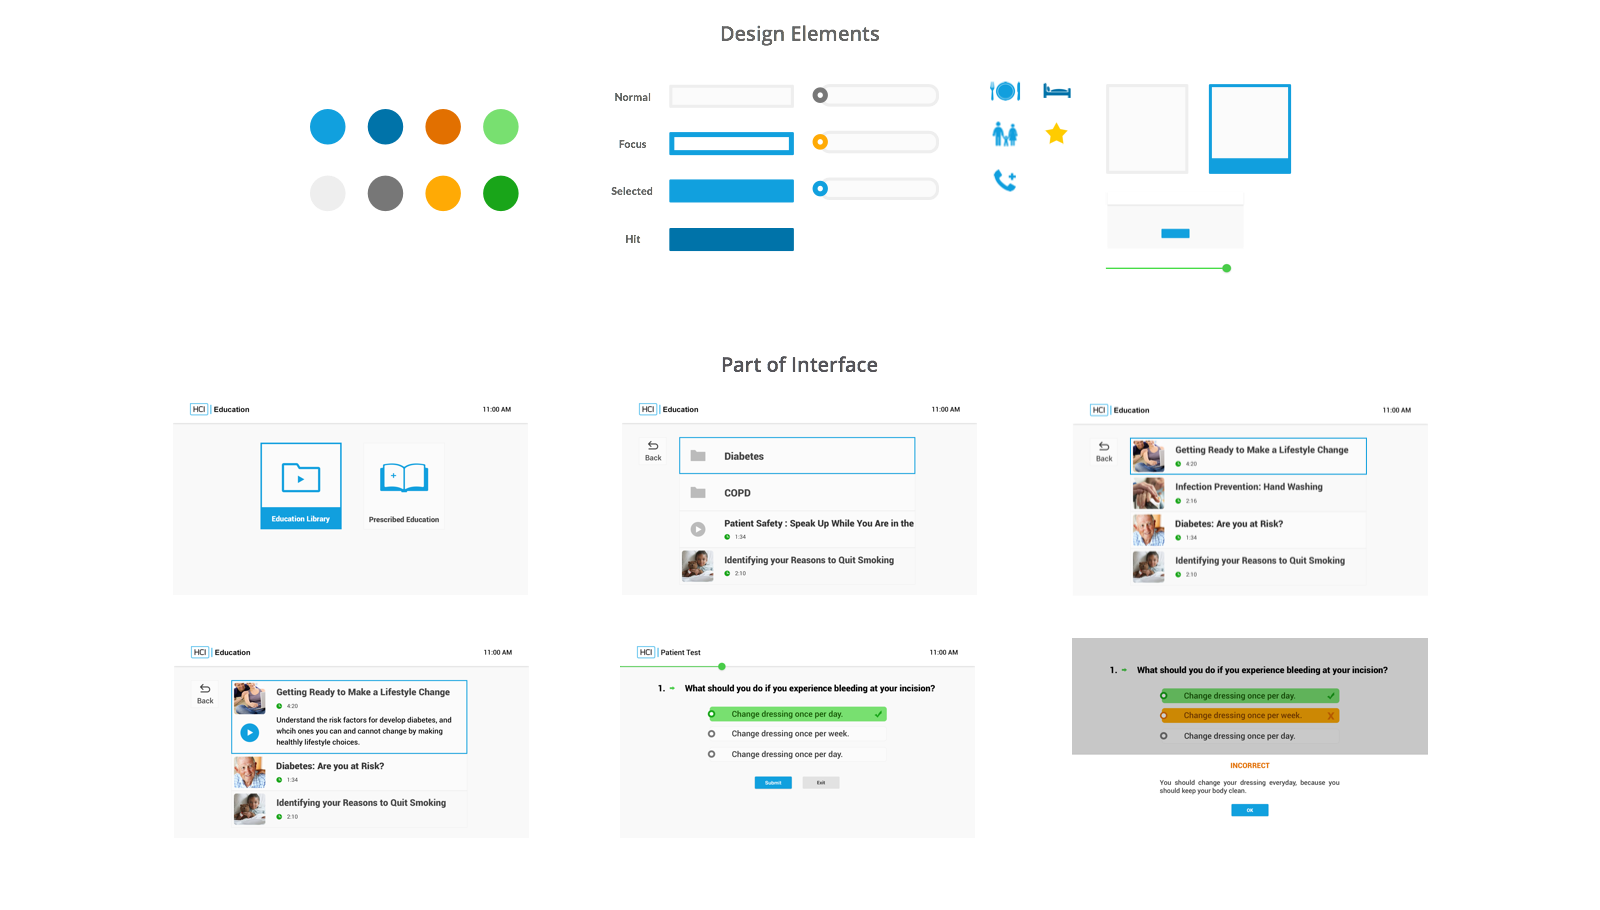 Design Elements
Normal
Focus
Selected
Hit
Part of Interface
HCI | Education
11:00 AM
Education Library
Prescribed Education
HCI | Education
11:00 AM
Back
Diabetes
COPD
Patient Safety : Speak Up While You Are in the
1:34
Identifying your Reasons to Quit Smoking
2:10
HCI | Education
11:00 AM
Back
Getting Ready to Make a Lifestyle Change
4:20
Infection Prevention: Hand Washing
2:16
Diabetes: Are you at Risk?
1:34
Identifying your Reasons to Quit Smoking
2:10
HCI | Education
11:00 AM
Back
Getting Ready to Make a Lifestyle Change
4:20
Understand the risk factors for develop diabetes, and
whcih ones you can and cannot change by making
healthly lifestyle choices.
Diabetes: Are you at Risk?
1:34
Identifying your Reasons to Quit Smoking
2:10
HCI | Patient Test
11:00 AM
1. What should you do if you experience bleeding at your incision?
Change dressing once per day.
Change dressing once per week.
Change dressing once per day.
Submit
Exit
1. What should you do if you experience bleeding at your incision?
Change dressing once per day.
Change dressing once per week.
Change dressing once per day.
INCORRECT
You should change your dressing everyday, because you
should keep your body clean.
OK